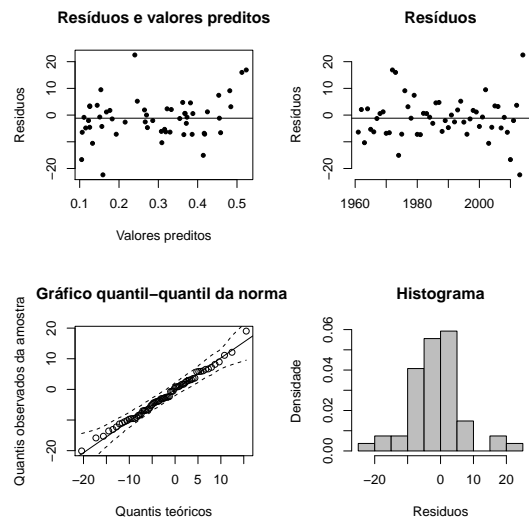 Resíduos e valores preditos
Resíduos
20
0
−20
0.1 0.2 0.3 0.4 0.5
Valores preditos
Resíduos
Resíduos
20
0
−20
1960 1980 2000
Gráfico quantil−quantil da norma
Quantis observados da amostra
20
10
0
−20
−20 −10 0 5 10
Quantis teóricos
Histograma
Densidade
0.06
0.04
0.02
0.00
−20 0 10 20
Residuos